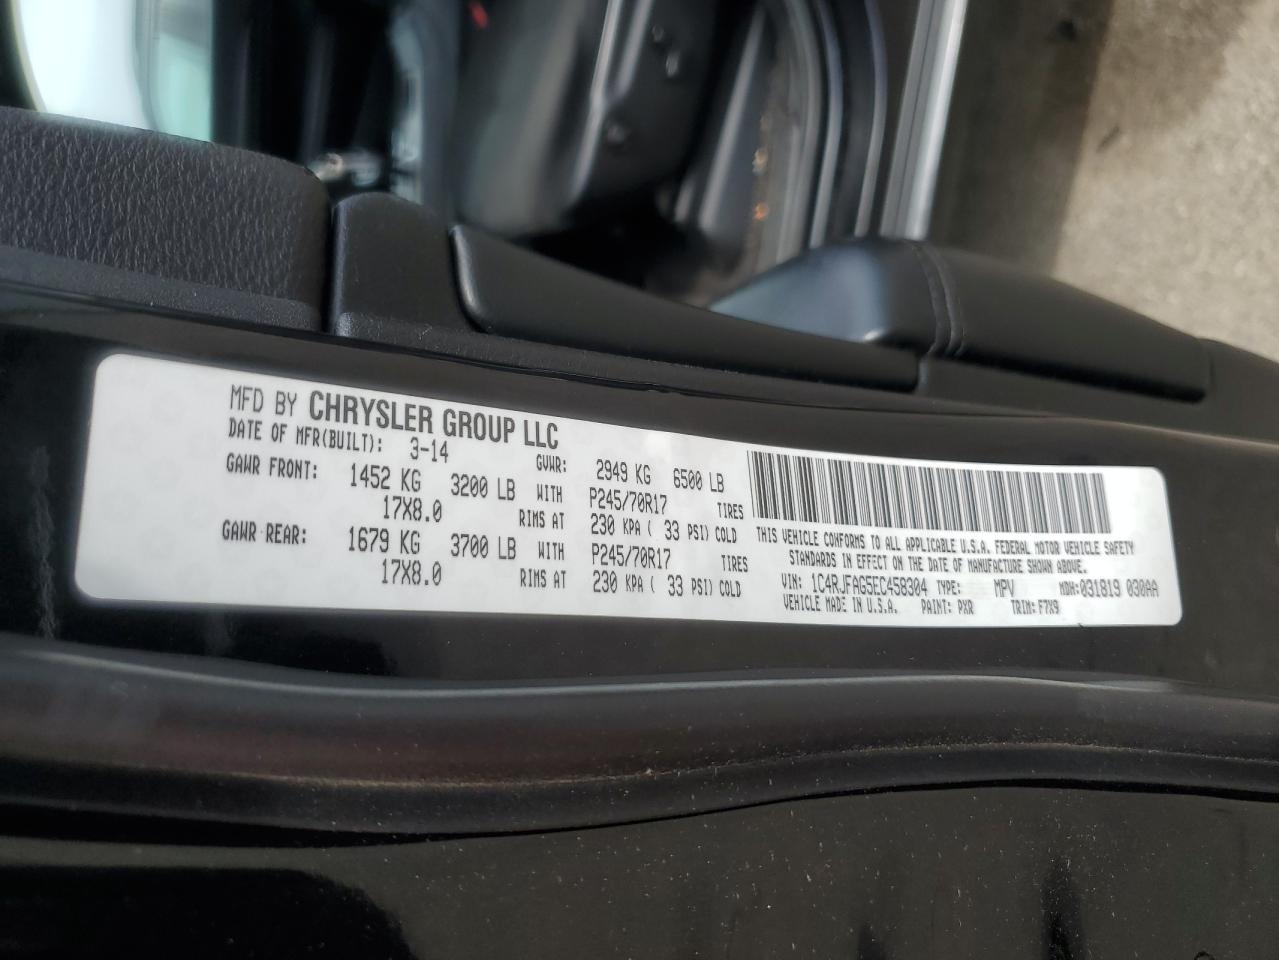 MFD BY CHRYSLER GROUP LLC
DATE OF MFR(BUILT): 3-14 GVWR: 2949 KG 6500 LB
GAWR FRONT: 1452 KG 3200 LB WITH P245/70R17 TIRES
17X8.0 RIMS AT 230 KPA ( 33 PSI) COLD
GAWR REAR: 1679 KG 3700 LB WITH P245/70R17 TIRES
17X8.0 RIMS AT 230 KPA ( 33 PSI) COLD
THIS VEHICLE CONFORMS TO ALL APPLICABLE U.S.A. FEDERAL MOTOR VEHICLE SAFETY
STANDARDS IN EFFECT ON THE DATE OF MANUFACTURE SHOWN ABOVE.
VIN: 1C4RJFAG5EC458304 TYPE: MPV MDH:031819 030AA
VEHICLE MADE IN U.S.A. PAINT: PXR TRIM: F7X9